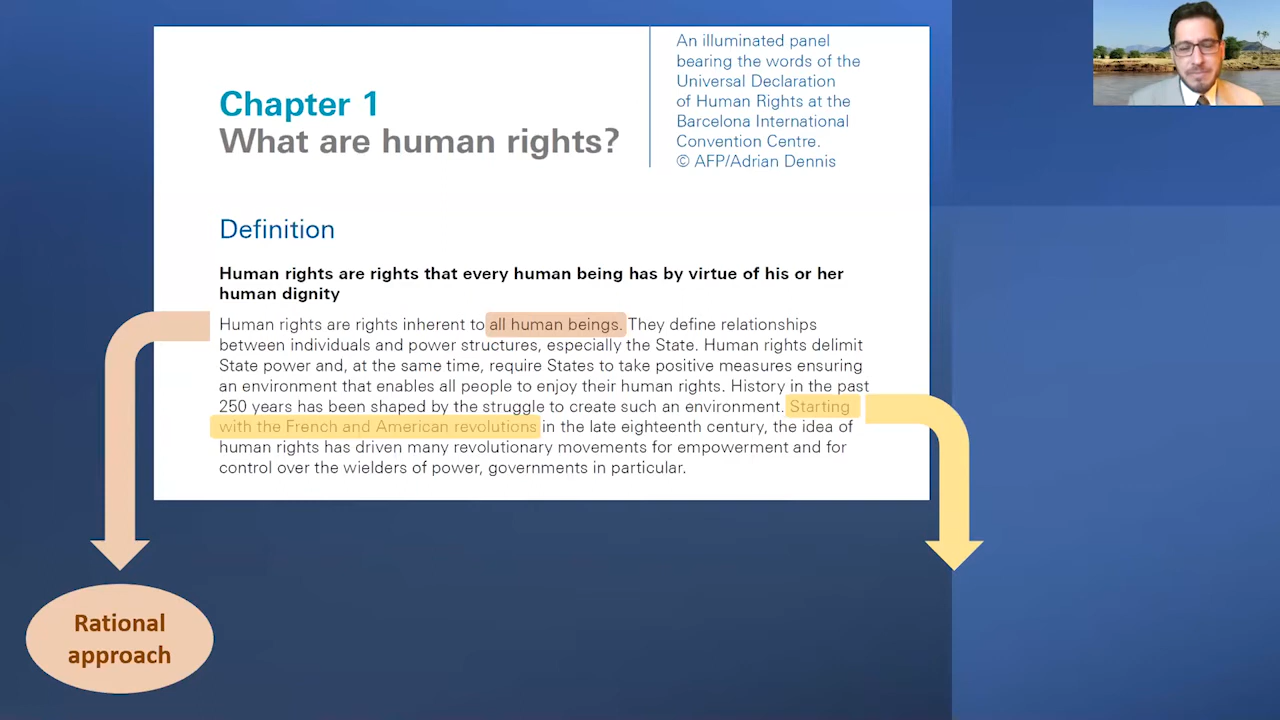 Chapter 1
What are human rights?
An illuminated panel
bearing the words of the
Universal Declaration
of Human Rights at the
Barcelona International
Convention Centre.
© AFP/Adrian Dennis
Definition
Human rights are rights that every human being has by virtue of his or her
human dignity
Human rights are rights inherent to all human beings. They define relationships
between individuals and power structures, especially the State. Human rights delimit
State power and, at the same time, require States to take positive measures ensuring
an environment that enables all people to enjoy their human rights. History in the past
250 years has been shaped by the struggle to create such an environment. Starting
with the French and American revolutions in the late eighteenth century, the idea of
human rights has driven many revolutionary movements for empowerment and for
control over the wielders of power, governments in particular.
Rational
approach